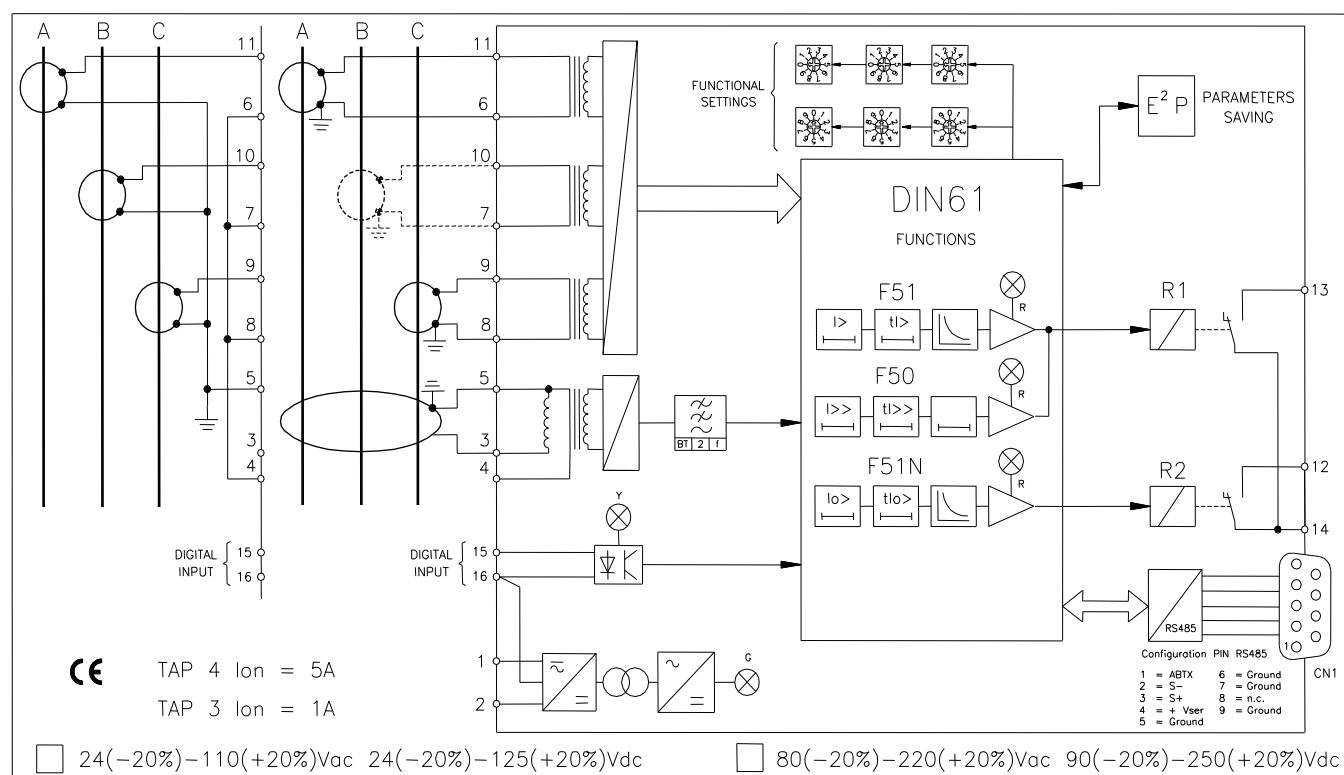 A B C A B C
11 11
6 6
10 10
7 7
9 9
8 8
5 5
3 3
4 4
FUNCTIONAL
SETTINGS
E² P
PARAMETERS
SAVING
DIN61
FUNCTIONS
F51
I> tI> R
F50
I>> tI>> R
F51N
Io> tIo> R
BT 2 f
R1
13
R2
12
14
Y
DIGITAL
INPUT
15
16
DIGITAL
INPUT
15
16
RS485
1
CN1
Configuration PIN RS485
1 = ABTX 6 = Ground
2 = S- 7 = Ground
3 = S+ 8 = n.c.
4 = + Vser 9 = Ground
5 = Ground
1
2
G
CE
TAP 4 Ion = 5A
TAP 3 Ion = 1A
24(-20%)-110(+20%)Vac 24(-20%)-125(+20%)Vdc
80(-20%)-220(+20%)Vac 90(-20%)-250(+20%)Vdc